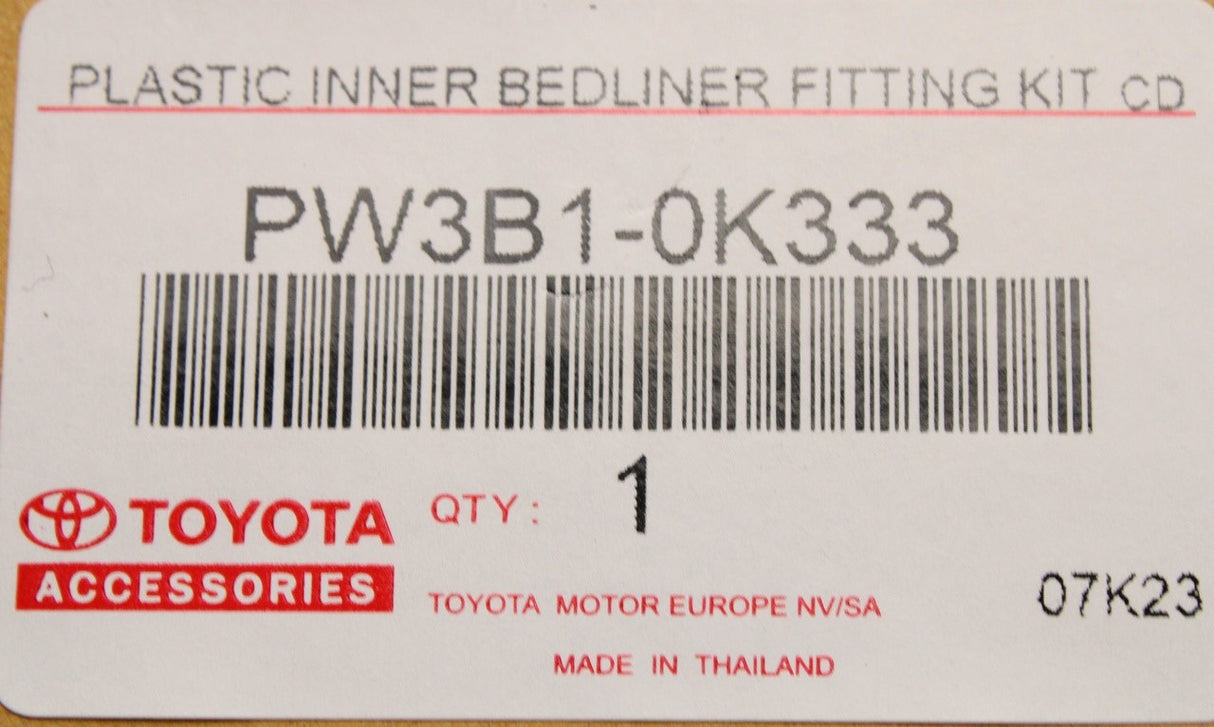 PLASTIC INNER BEDLINER FITTING KIT CD
PW3B1-0K333
TOYOTA
ACCESSORIES
QTY : 1
TOYOTA MOTOR EUROPE NV/SA
07K23
MADE IN THAILAND